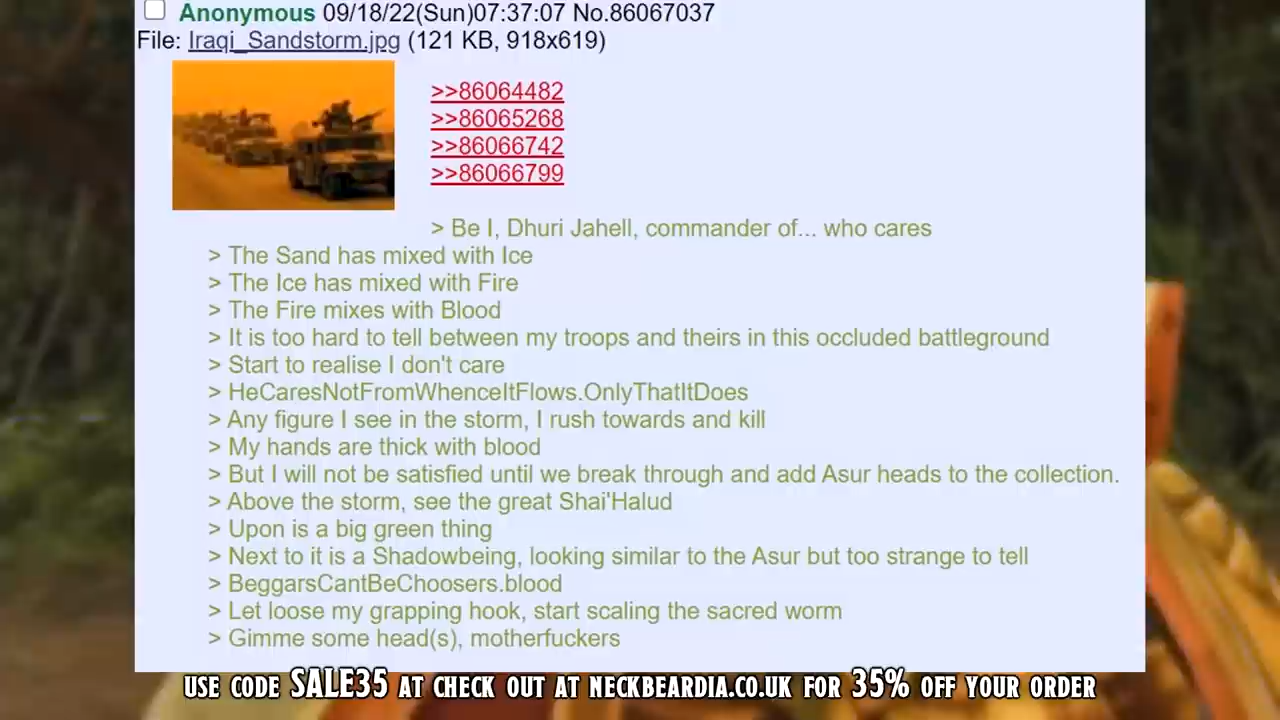 Anonymous 09/18/22(Sun)07:37:07 No.86067037
File: Iraqi_Sandstorm.jpg (121 KB, 918x619)
>>86064482
>>86065268
>>86066742
>>86066799
> Be I, Dhuri Jahell, commander of... who cares
> The Sand has mixed with Ice
> The Ice has mixed with Fire
> The Fire mixes with Blood
> It is too hard to tell between my troops and theirs in this occluded battleground
> Start to realise I don't care
> HeCaresNotFromWhenceItFlows.OnlyThatItDoes
> Any figure I see in the storm, I rush towards and kill
> My hands are thick with blood
> But I will not be satisfied until we break through and add Asur heads to the collection.
> Above the storm, see the great Shai'Halud
> Upon is a big green thing
> Next to it is a Shadowbeing, looking similar to the Asur but too strange to tell
> BeggarsCantBeChoosers.blood
> Let loose my grapping hook, start scaling the sacred worm
> Gimme some head(s), motherfuckers
USE CODE SALE35 AT CHECK OUT AT NECKBEARDIA.CO.UK FOR 35% OFF YOUR ORDER